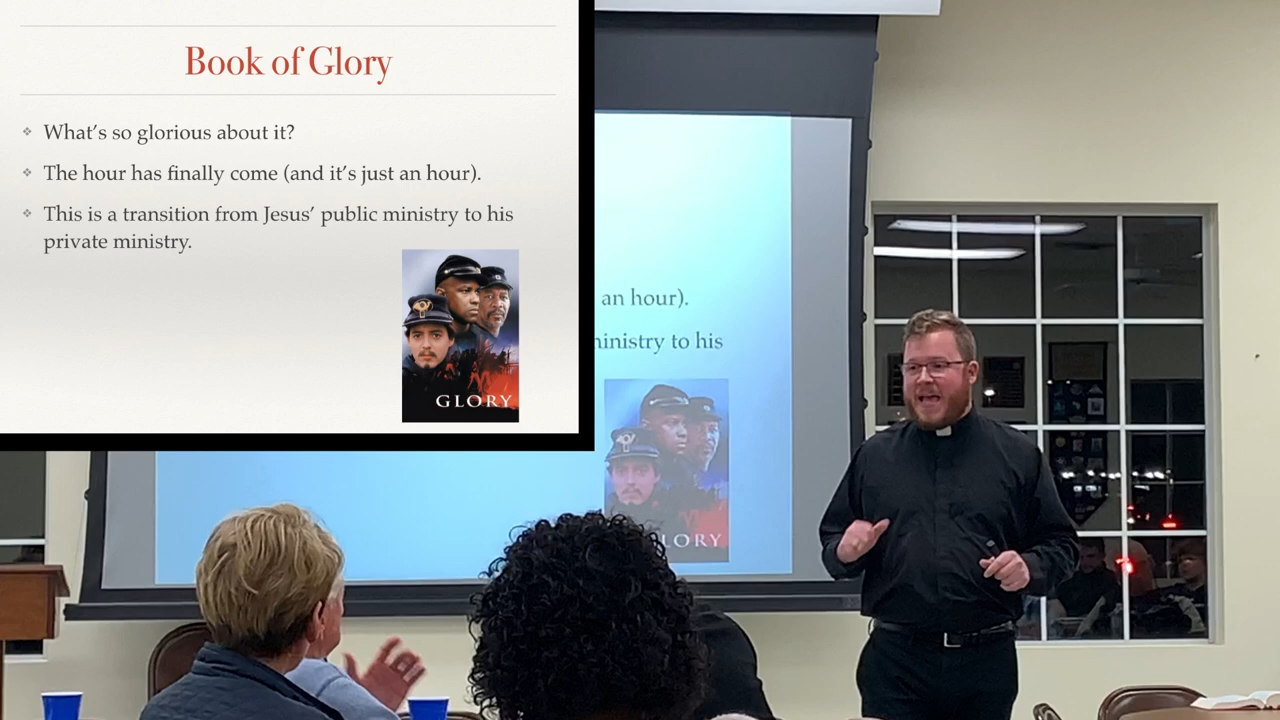 Book of Glory
What's so glorious about it?
The hour has finally come (and it's just an hour).
This is a transition from Jesus' public ministry to his
private ministry.
GLORY
an hour).
ministry to his
LORY